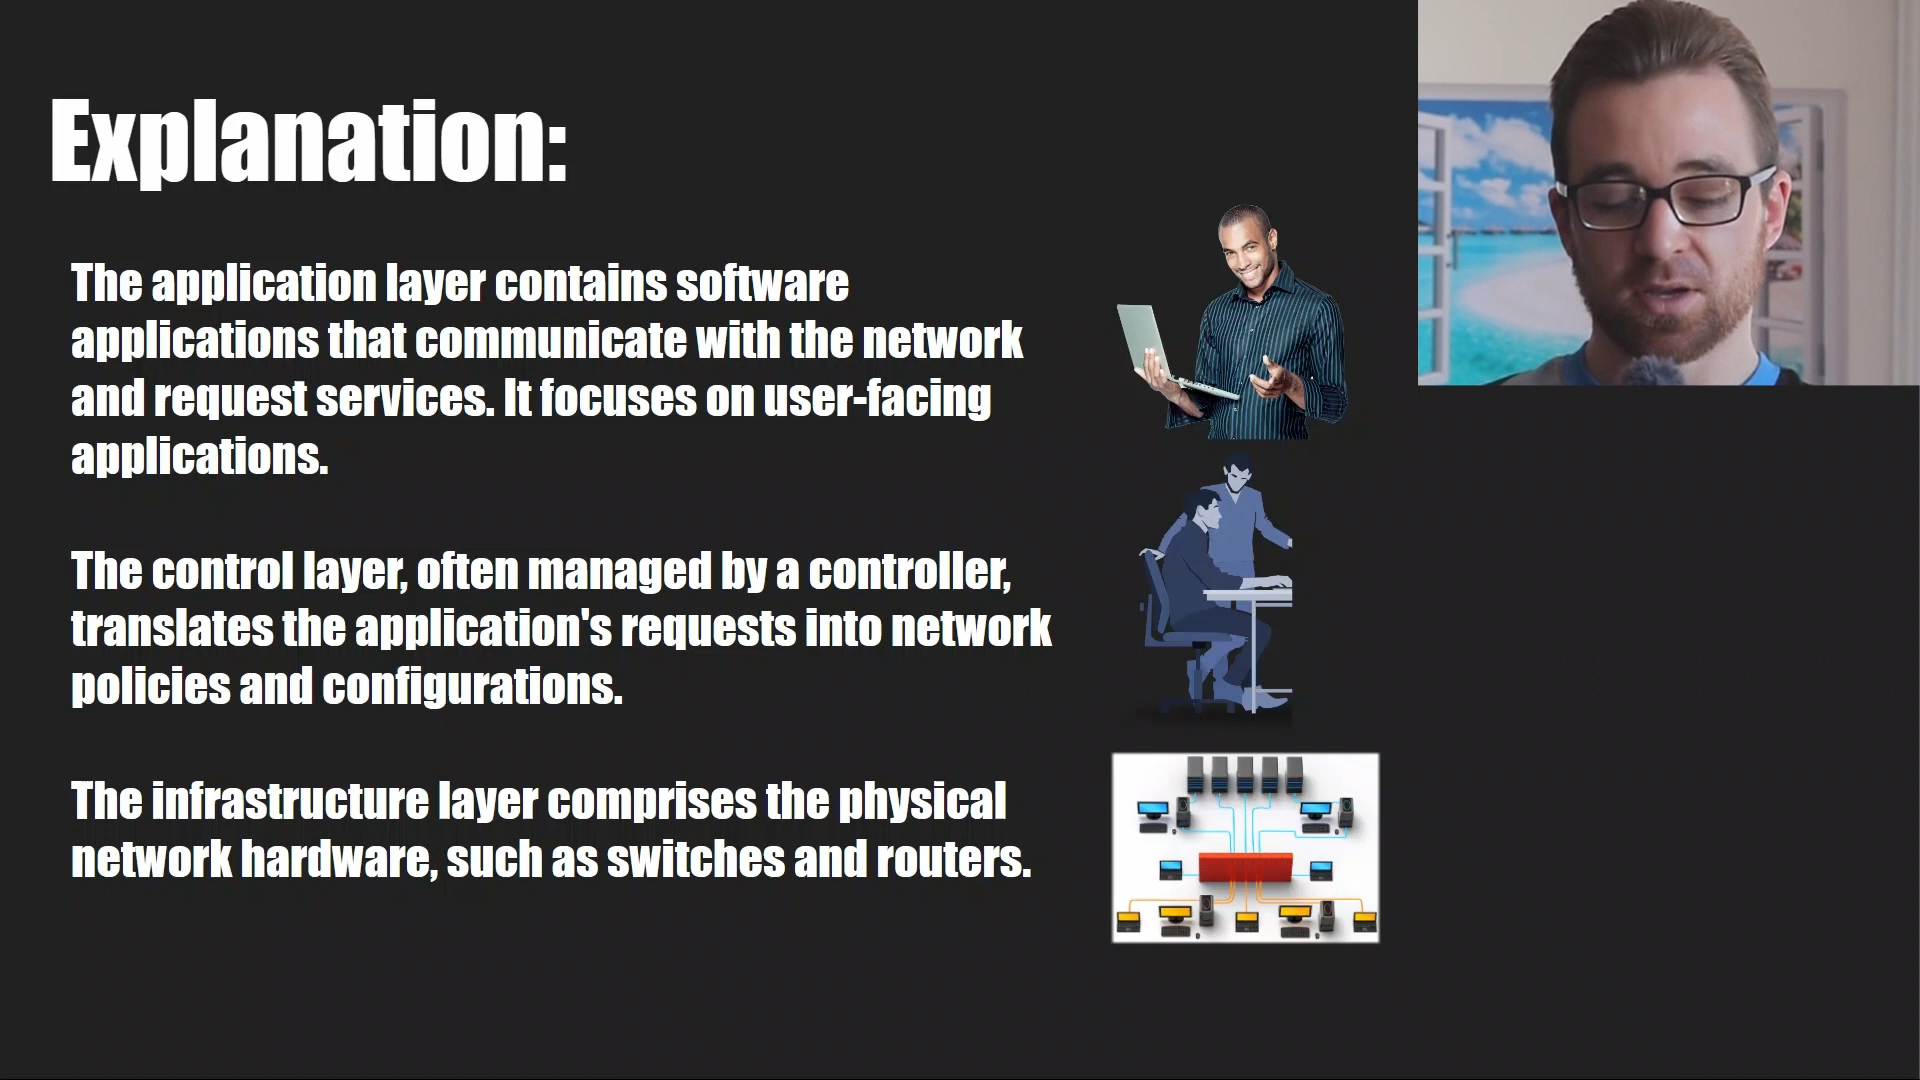 Explanation:
The application layer contains software
applications that communicate with the network
and request services. It focuses on user-facing
applications.
The control layer, often managed by a controller,
translates the application's requests into network
policies and configurations.
The infrastructure layer comprises the physical
network hardware, such as switches and routers.